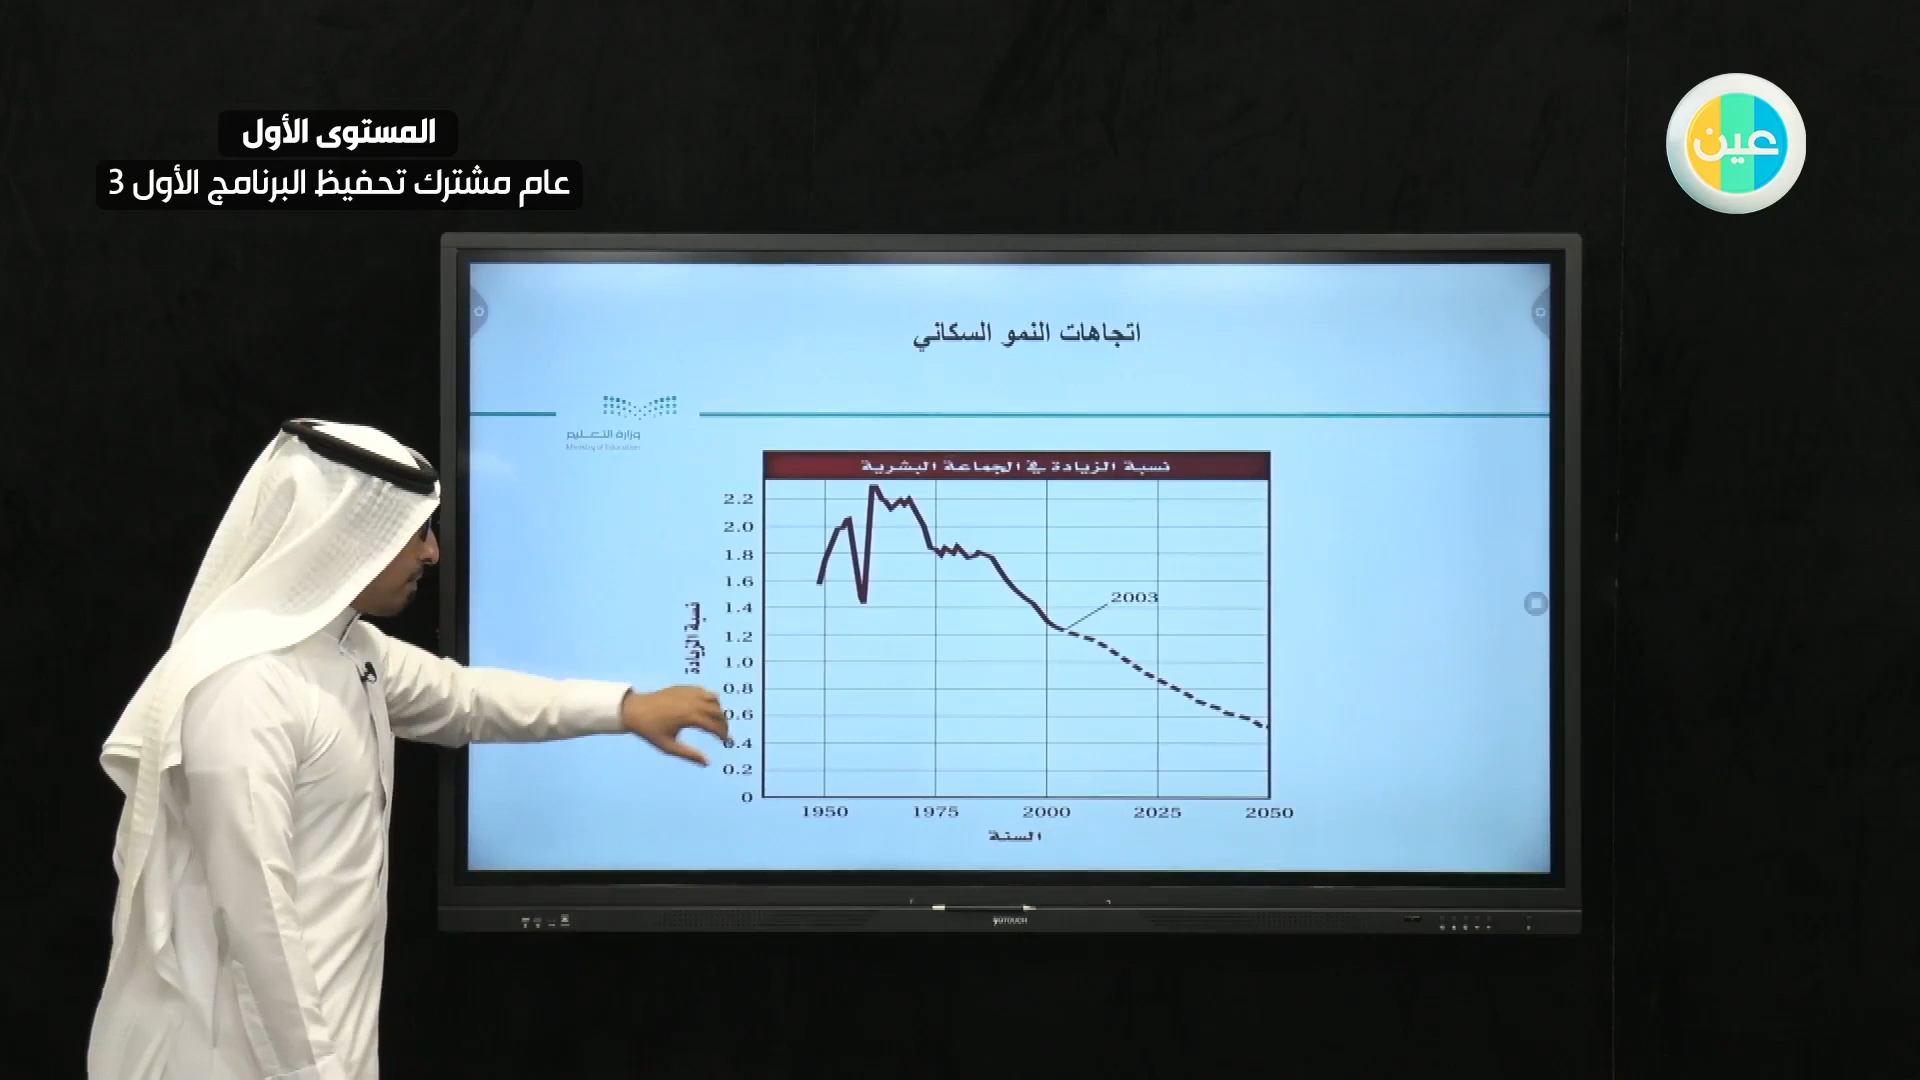 المستوى الأول
عام مشترك تحفيظ البرنامج الأول 3
عين
اتجاهات النمو السكاني
وزارة التعليم
Ministry of Education
نسبة الزيادة في الجماعة البشرية
نسبة الزيادة
2.2
2.0
1.8
1.6
1.4
1.2
1.0
0.8
0.6
0.4
0.2
0
2003
1950 1975 2000 2025 2050
السنة